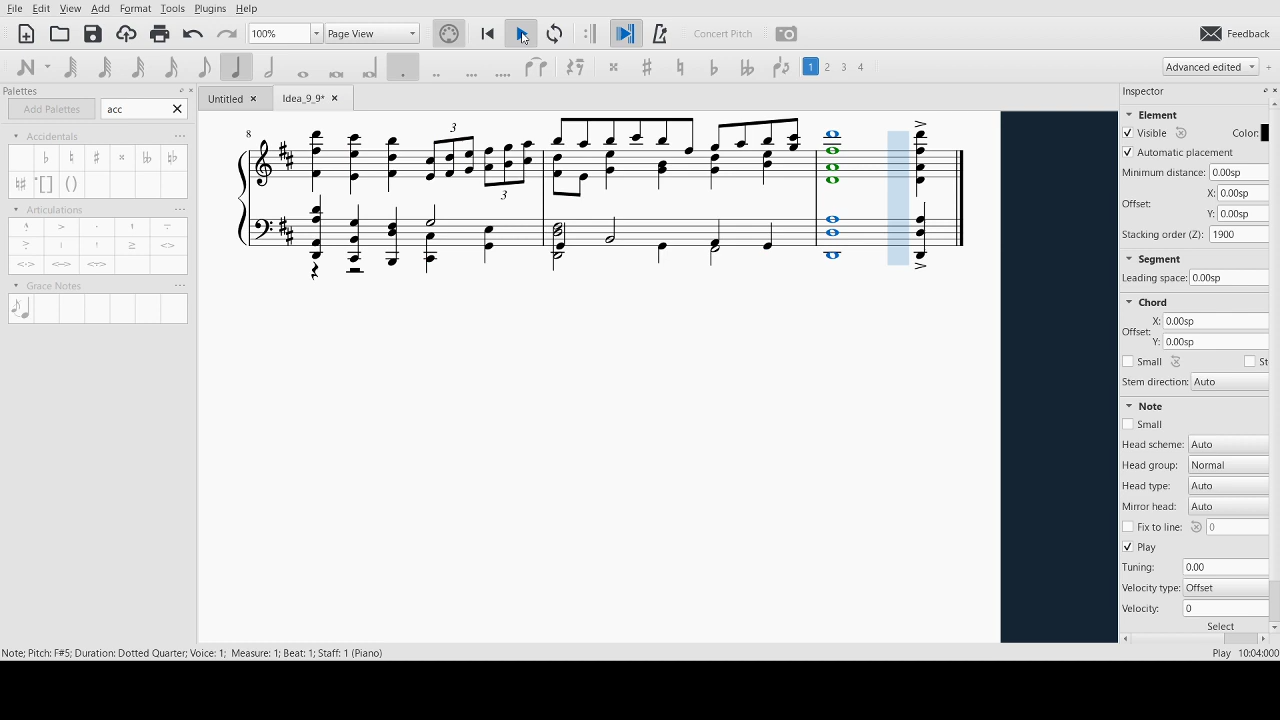 File Edit View Add Format Tools Plugins Help
100% Page View Concert Pitch Feedback
N 1 2 3 4 Advanced edited +
Palettes Untitled Idea_9_9* Inspector
Add Palettes acc
Element
Visible Color:
Automatic placement
Minimum distance: 0.00sp
Offset: X: 0.00sp
Y: 0.00sp
Stacking order (Z): 1900
Segment
Leading space: 0.00sp
Chord
Offset: X: 0.00sp
Y: 0.00sp
Small St
Stem direction: Auto
Note
Small
Head scheme: Auto
Head group: Normal
Head type: Auto
Mirror head: Auto
Fix to line: 0
Play
Tuning: 0.00
Velocity type: Offset
Velocity: 0
Select
Accidentals
Articulations
Grace Notes
8 3
3
Note; Pitch: F#5; Duration: Dotted Quarter; Voice: 1; Measure: 1; Beat: 1; Staff: 1 (Piano) Play 10:04:000